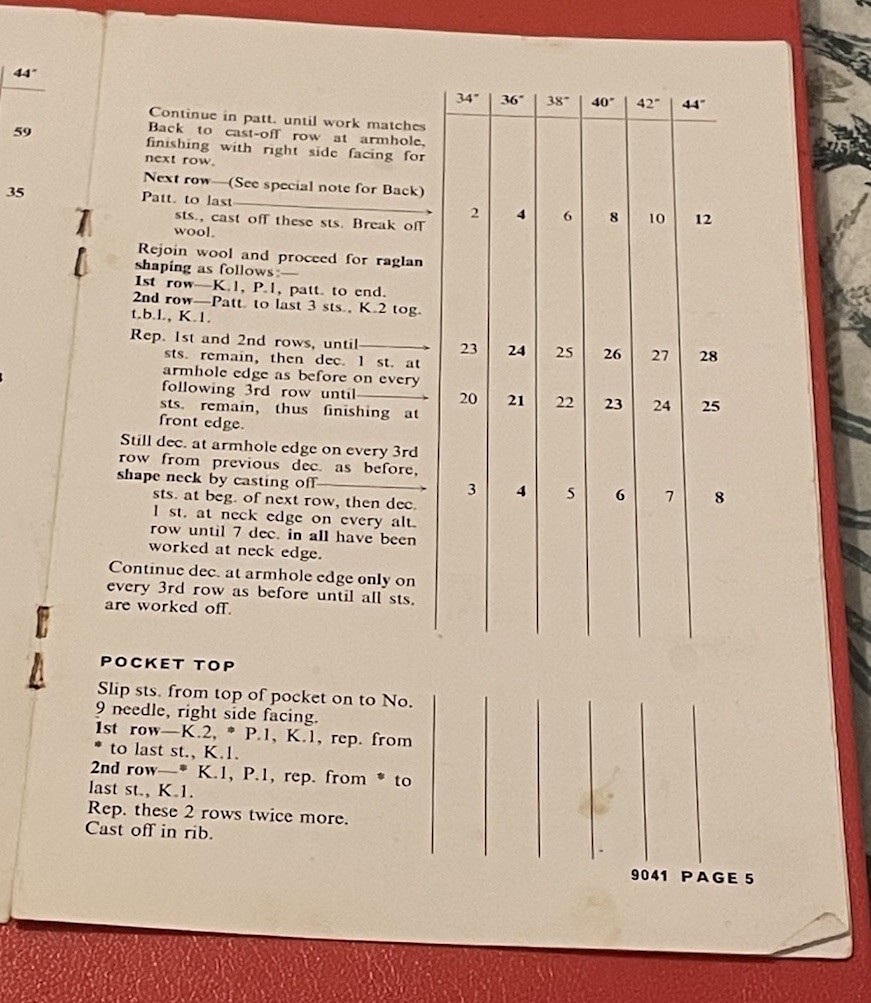 44"
59
35
34" 36" 38" 40" 42" 44"
Continue in patt. until work matches
Back to cast-off row at armhole,
finishing with right side facing for
next row.
Next row—(See special note for Back)
Patt. to last 2 4 6 8 10 12
sts., cast off these sts. Break off
wool.
Rejoin wool and proceed for raglan
shaping as follows:—
1st row—K.1, P.1, patt. to end.
2nd row—Patt. to last 3 sts., K.2 tog.
t.b.l., K.1.
Rep. 1st and 2nd rows, until 23 24 25 26 27 28
sts. remain, then dec. 1 st. at
armhole edge as before on every
following 3rd row until 20 21 22 23 24 25
sts. remain, thus finishing at
front edge.
Still dec. at armhole edge on every 3rd
row from previous dec. as before,
shape neck by casting off 3 4 5 6 7 8
sts. at beg. of next row, then dec.
1 st. at neck edge on every alt.
row until 7 dec. in all have been
worked at neck edge.
Continue dec. at armhole edge only on
every 3rd row as before until all sts.
are worked off.
POCKET TOP
Slip sts. from top of pocket on to No.
9 needle, right side facing.
1st row—K.2, * P.1, K.1, rep. from
* to last st., K.1.
2nd row—* K.1, P.1, rep. from * to
last st., K.1.
Rep. these 2 rows twice more.
Cast off in rib.
9041 PAGE 5